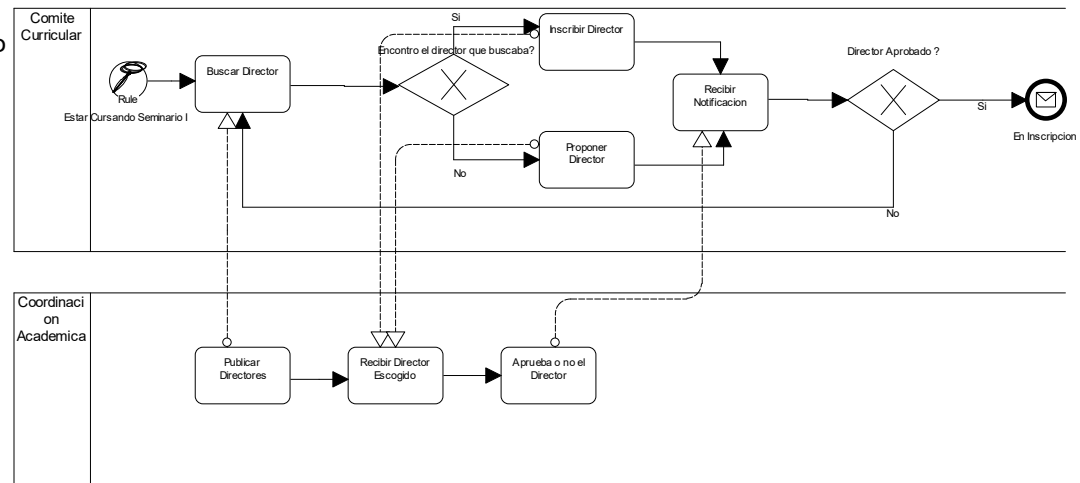 Comite
Curricular
o
Si
Inscribir Director
Encontro el director que buscaba?
Director Aprobado ?
Buscar Director
Recibir
Notificacion
Rule
Estar Cursando Seminario I
Si
En Inscripcion
Proponer
Director
No
No
Coordinaci
on
Academica
Publicar
Directores
Recibir Director
Escogido
Aprueba o no el
Director